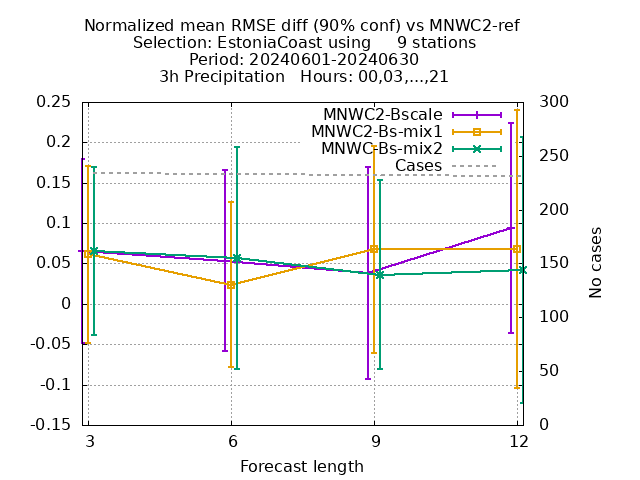 Normalized mean RMSE diff (90% conf) vs MNWC2-ref
Selection: EstoniaCoast using     9 stations
Period: 20240601-20240630
3h Precipitation   Hours: 00,03,...,21
MNWC2-Bscale
MNWC2-Bs-mix1
MNWC-Bs-mix2
Cases
0.25
0.2
0.15
0.1
0.05
0
-0.05
-0.1
-0.15
300
250
200
150
100
50
0
No cases
3 6 9 12
Forecast length